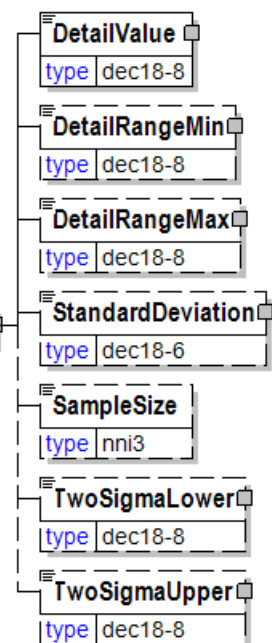 DetailValue
type dec18-8
DetailRangeMin
type dec18-8
DetailRangeMax
type dec18-8
StandardDeviation
type dec18-6
SampleSize
type nni3
TwoSigmaLower
type dec18-8
TwoSigmaUpper
type dec18-8